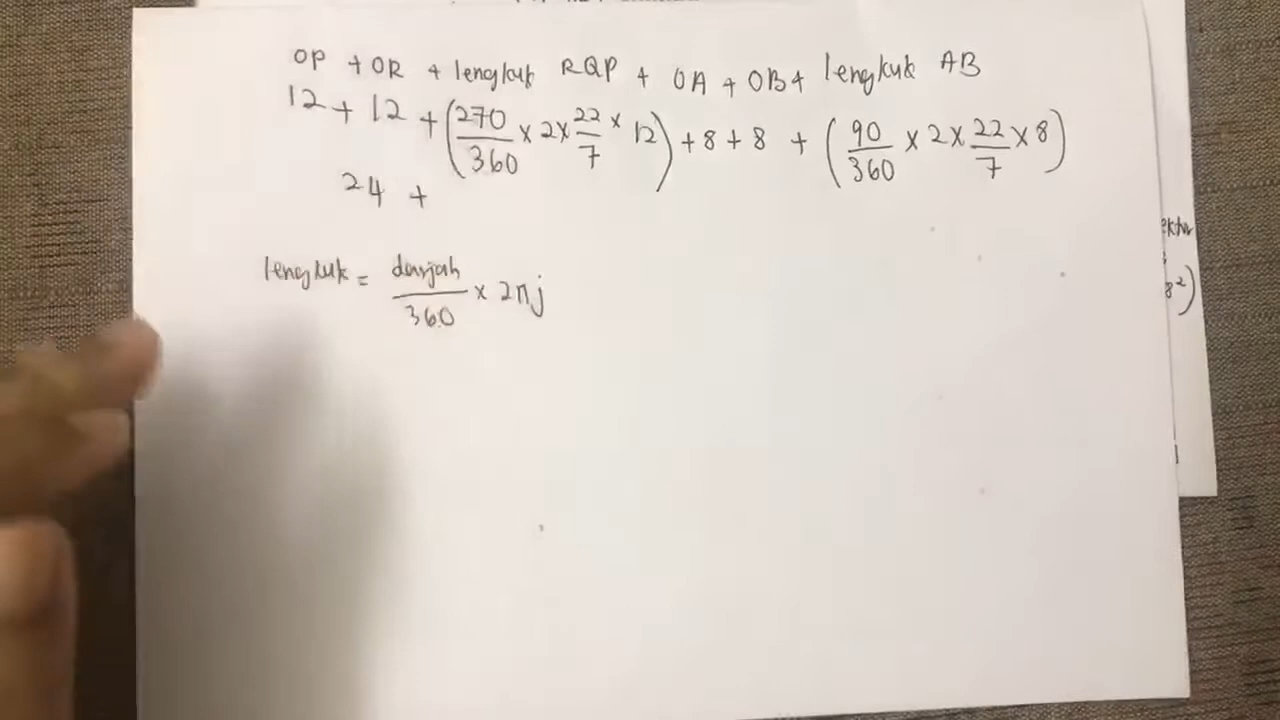 OP + OR + lengkuk RQP + OA + OB + lengkuk AB
12 + 12 + (270/360 × 2 × 22/7 × 12) + 8 + 8 + (90/360 × 2 × 22/7 × 8)
24 +
lengkuk = darjah/360 × 2πj
8²)